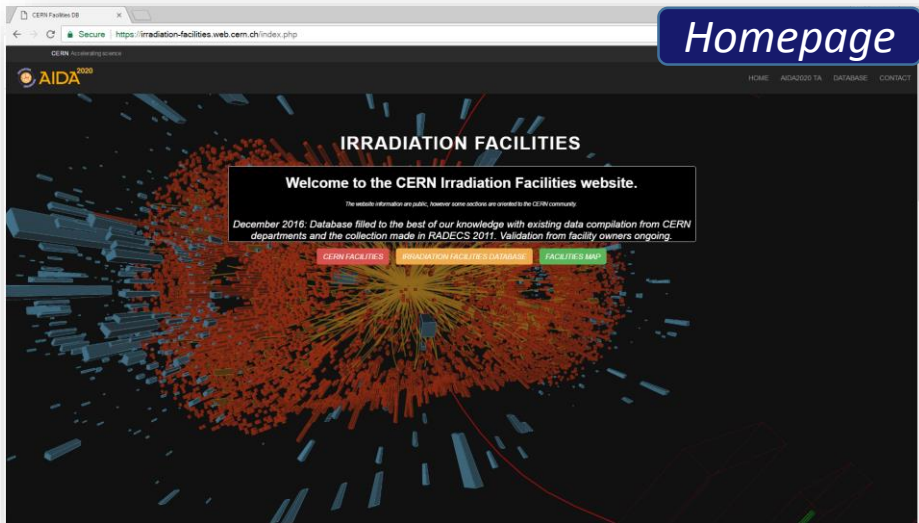 CERN Facilities DB
Homepage
Secure https://irradiation-facilities.web.cern.ch/index.php
CERN Accelerating science
AIDA2020
HOME AIDA2020 TA DATABASE CONTACT
IRRADIATION FACILITIES
Welcome to the CERN Irradiation Facilities website.
The website information are public, however some sections are oriented to the CERN community.
December 2016: Database filled to the best of our knowledge with existing data compilation from CERN
departments and the collection made in RADECS 2011. Validation from facility owners ongoing.
CERN FACILITIES IRRADIATION FACILITIES DATABASE FACILITIES MAP